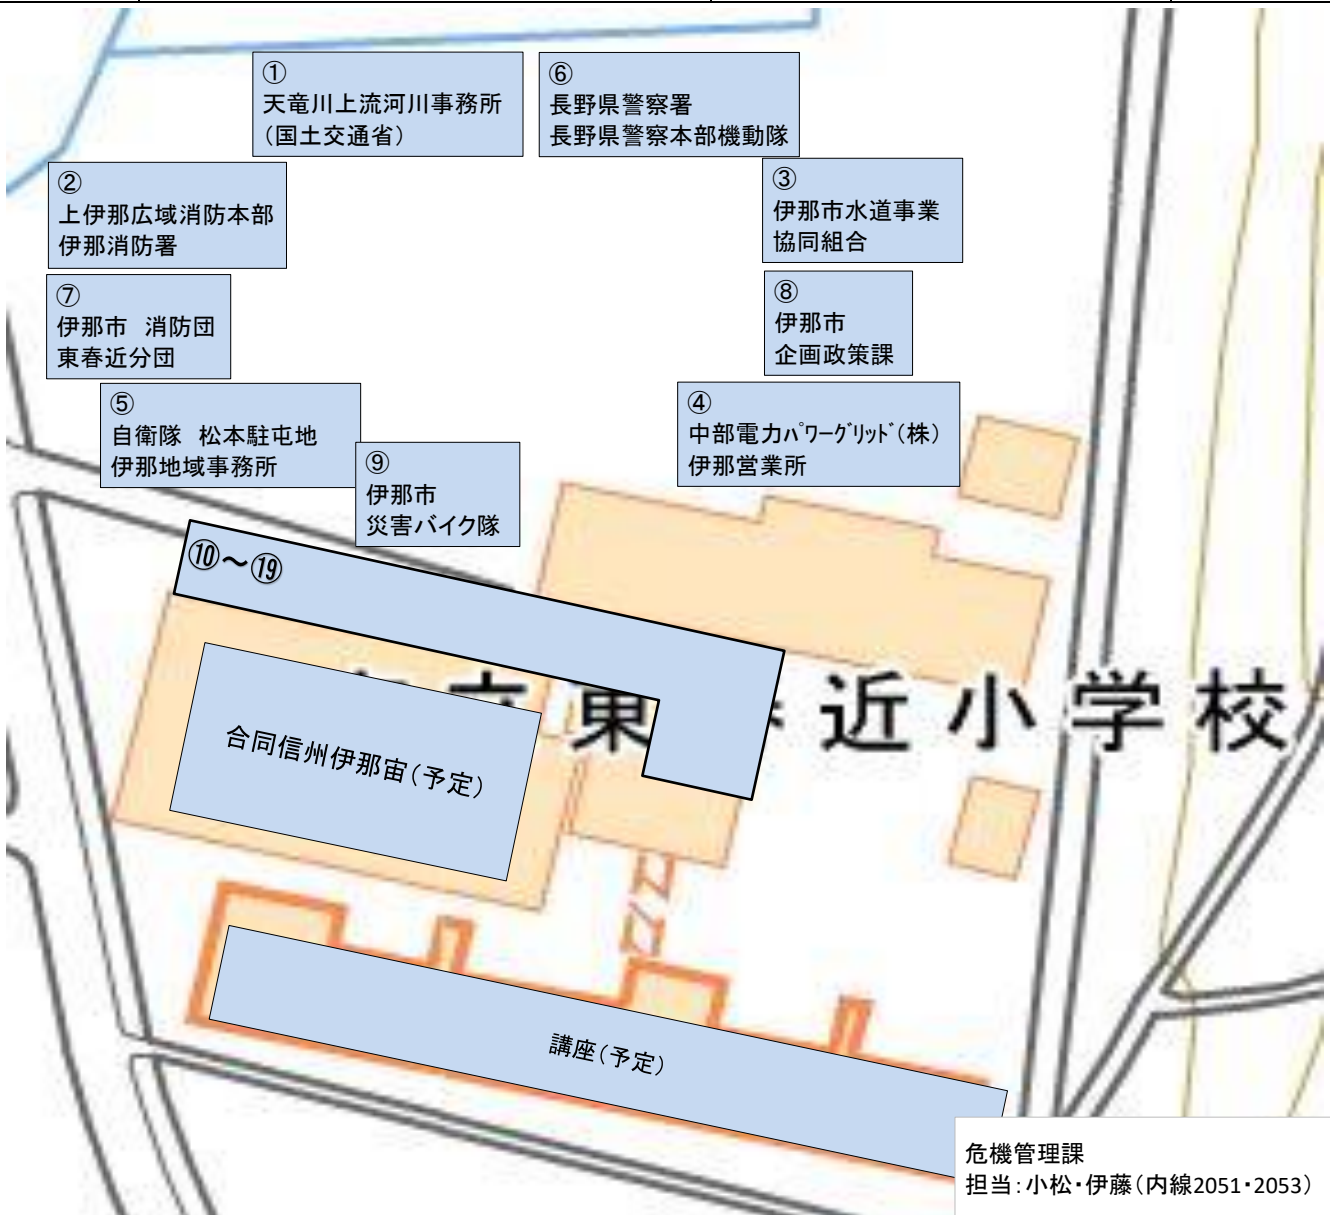 ①
天竜川上流河川事務所
（国土交通省）
⑥
長野県警察署
長野県警察本部機動隊
②
上伊那広域消防本部
伊那消防署
③
伊那市水道事業
協同組合
⑦
伊那市　消防団
東春近分団
⑧
伊那市
企画政策課
⑤
自衛隊　松本駐屯地
伊那地域事務所
④
中部電力ﾊﾟﾜｰｸﾞﾘｯﾄﾞ（株）
伊那営業所
⑨
伊那市
災害バイク隊
⑩～⑲
東 近小学校
合同信州伊那宙（予定）
講座（予定）
危機管理課
担当：小松・伊藤（内線2051・2053）